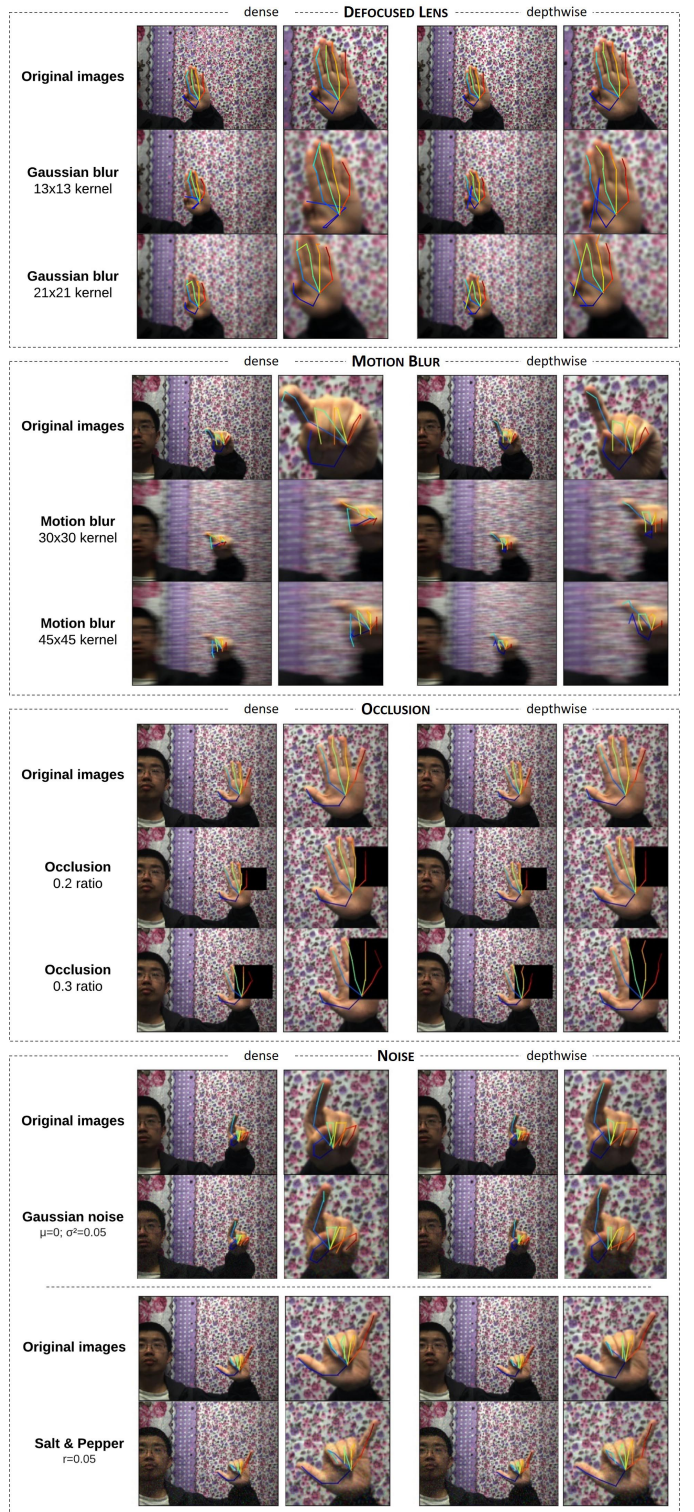 dense DEFOCUSED LENS depthwise
Original images
Gaussian blur
13x13 kernel
Gaussian blur
21x21 kernel
dense MOTION BLUR depthwise
Original images
Motion blur
30x30 kernel
Motion blur
45x45 kernel
dense OCCLUSION depthwise
Original images
Occlusion
0.2 ratio
Occlusion
0.3 ratio
dense NOISE depthwise
Original images
Gaussian noise
μ=0; σ²=0.05
Original images
Salt & Pepper
r=0.05